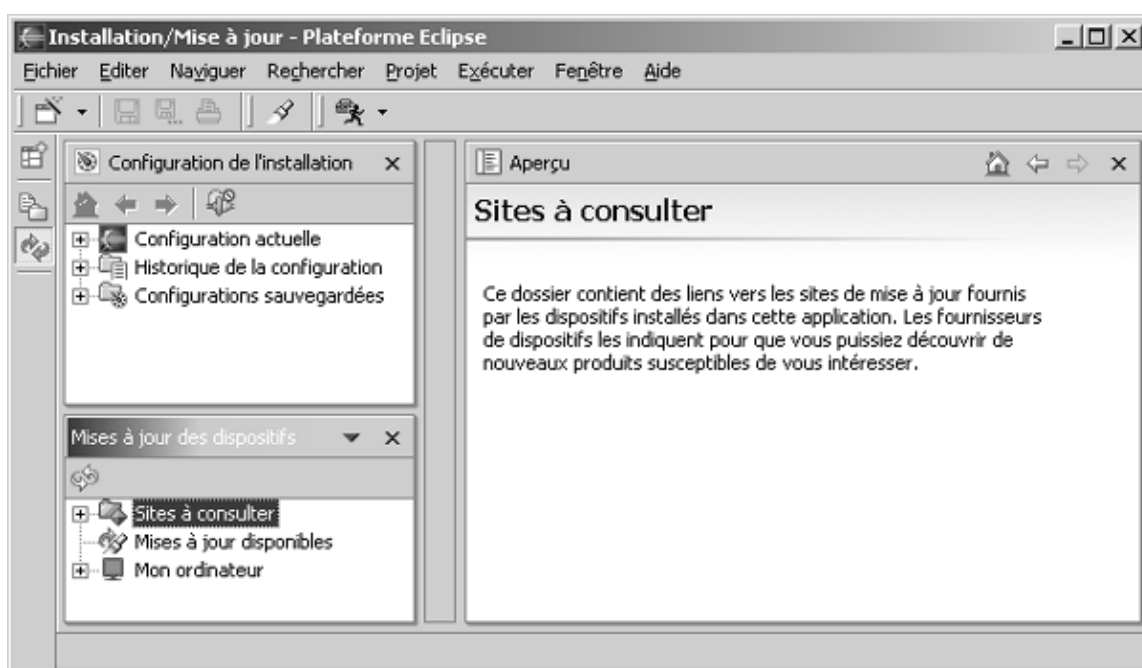 Installation/Mise à jour - Plateforme Eclipse
Fichier Editer Naviguer Rechercher Projet Exécuter Fenêtre Aide
Configuration de l'installation
Configuration actuelle
Historique de la configuration
Configurations sauvegardées
Mises à jour des dispositifs
Sites à consulter
Mises à jour disponibles
Mon ordinateur
Aperçu
Sites à consulter
Ce dossier contient des liens vers les sites de mise à jour fournis
par les dispositifs installés dans cette application. Les fournisseurs
de dispositifs les indiquent pour que vous puissiez découvrir de
nouveaux produits susceptibles de vous intéresser.